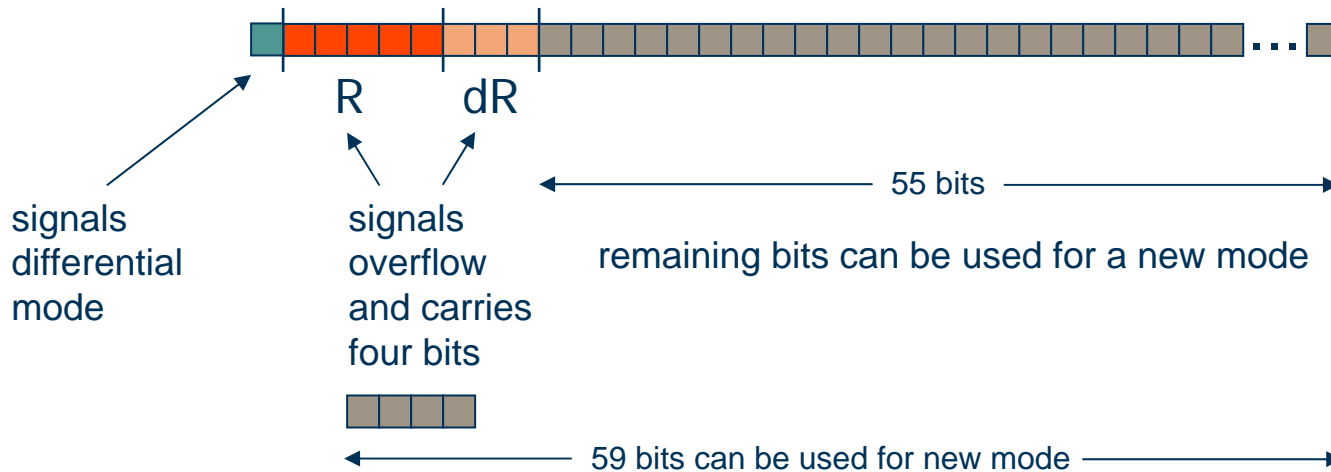 R dR
signals
differential
mode
signals
overflow
and carries
four bits
55 bits
remaining bits can be used for a new mode
59 bits can be used for new mode